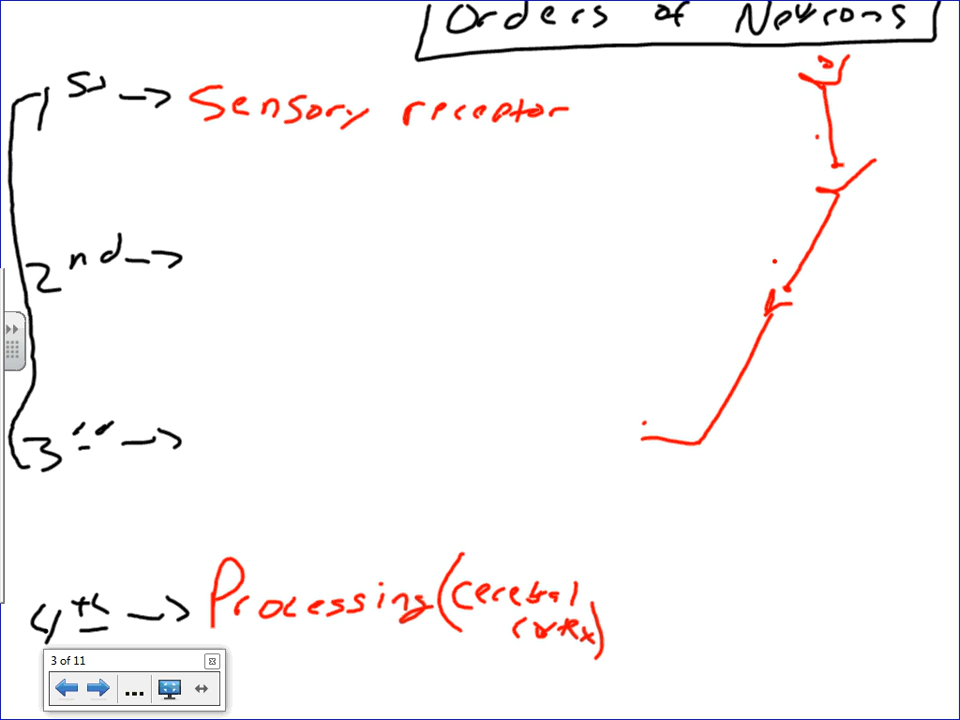 Orders of Neurons
1st → Sensory receptor
2nd →
3rd →
4th → Processing (cerebral
cortex)
3 of 11
...